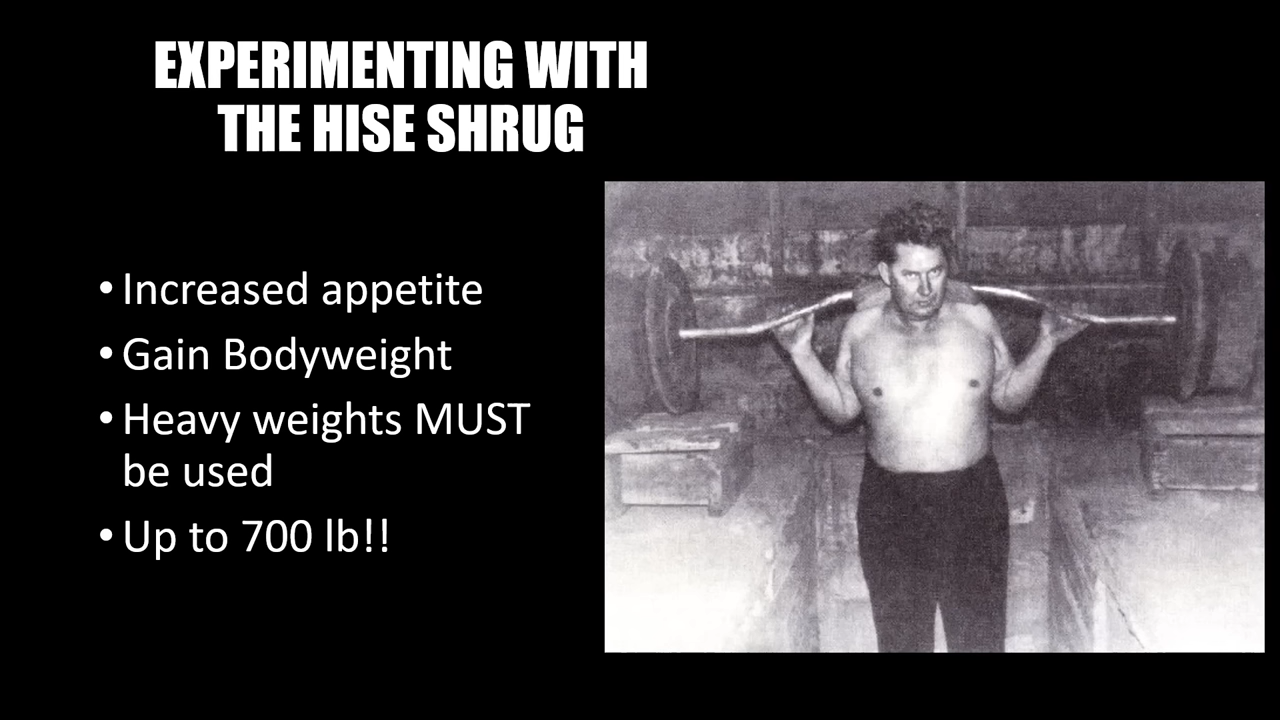 EXPERIMENTING WITH
THE HISE SHRUG
• Increased appetite
• Gain Bodyweight
• Heavy weights MUST
be used
• Up to 700 lb!!